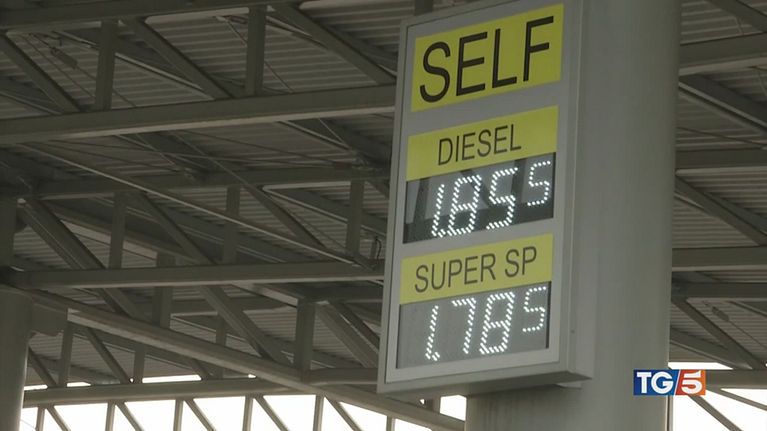 SELF
DIESEL
1.855
SUPER SP
1.785
TG5